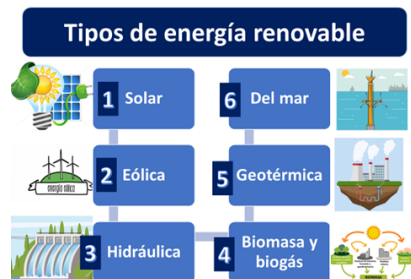 Tipos de energía renovable
1 Solar
2 Eólica
energía eólica
3 Hidráulica
4 Biomasa y
biogás
5 Geotérmica
6 Del mar